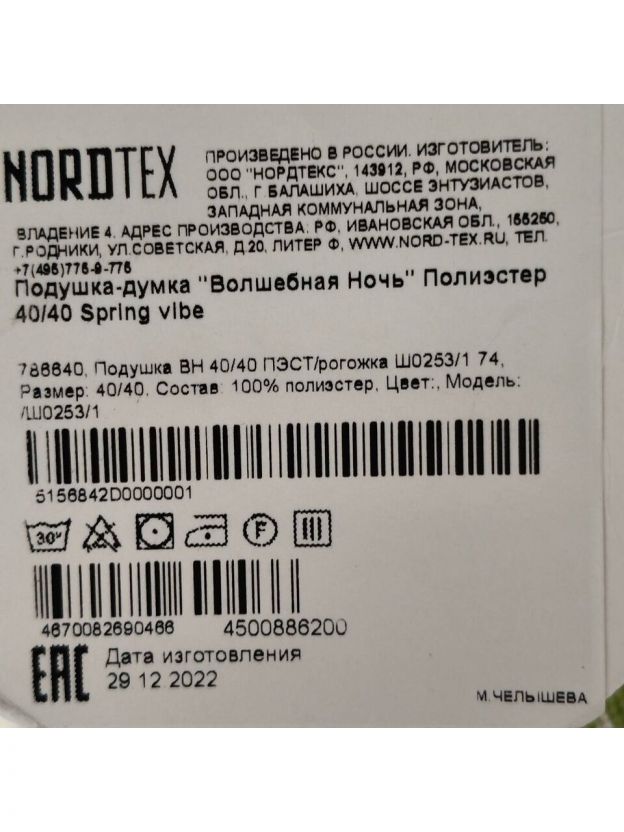 NORDTEX
ПРОИЗВЕДЕНО В РОССИИ. ИЗГОТОВИТЕЛЬ:
ООО "НОРДТЕКС", 143912, РФ, МОСКОВСКАЯ
ОБЛ., Г БАЛАШИХА, ШОССЕ ЭНТУЗИАСТОВ,
ЗАПАДНАЯ КОММУНАЛЬНАЯ ЗОНА,
ВЛАДЕНИЕ 4. АДРЕС ПРОИЗВОДСТВА: РФ, ИВАНОВСКАЯ ОБЛ., 155250,
Г.РОДНИКИ, УЛ.СОВЕТСКАЯ, Д 20, ЛИТЕР Ф, WWW.NORD-TEX.RU, ТЕЛ.
+7(495)775-9-775
Подушка-думка "Волшебная Ночь" Полиэстер
40/40 Spring vibe
786640, Подушка ВН 40/40 ПЭСТ/рогожка Ш0253/1 74,
Размер: 40/40, Состав: 100% полиэстер, Цвет:, Модель:
/Ш0253/1
5156842D0000001
30° F
4670082690466 4500886200
EAC
Дата изготовления
29 12 2022
М.ЧЕЛЫШЕВА